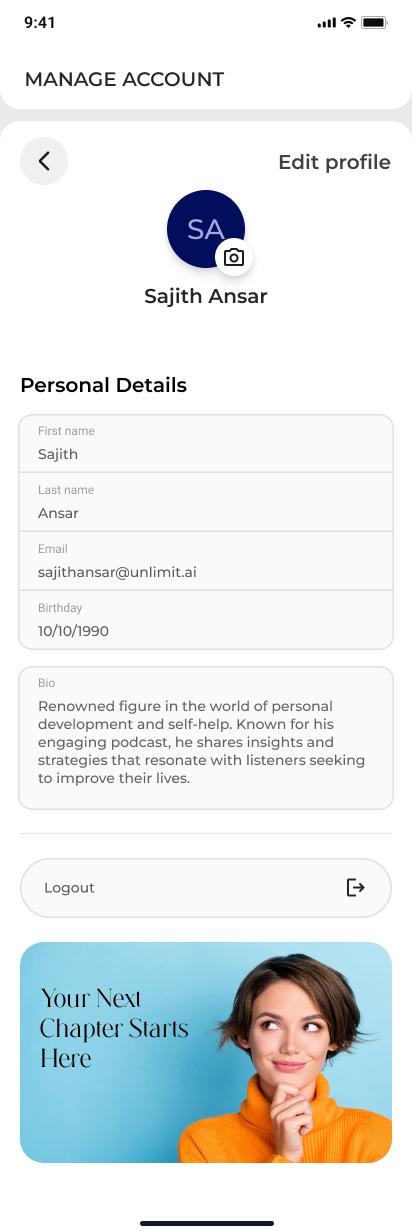 9:41
MANAGE ACCOUNT
Edit profile
SA
Sajith Ansar
Personal Details
First name
Sajith
Last name
Ansar
Email
sajithansar@unlimit.ai
Birthday
10/10/1990
Bio
Renowned figure in the world of personal
development and self-help. Known for his
engaging podcast, he shares insights and
strategies that resonate with listeners seeking
to improve their lives.
Logout
Your Next
Chapter Starts
Here